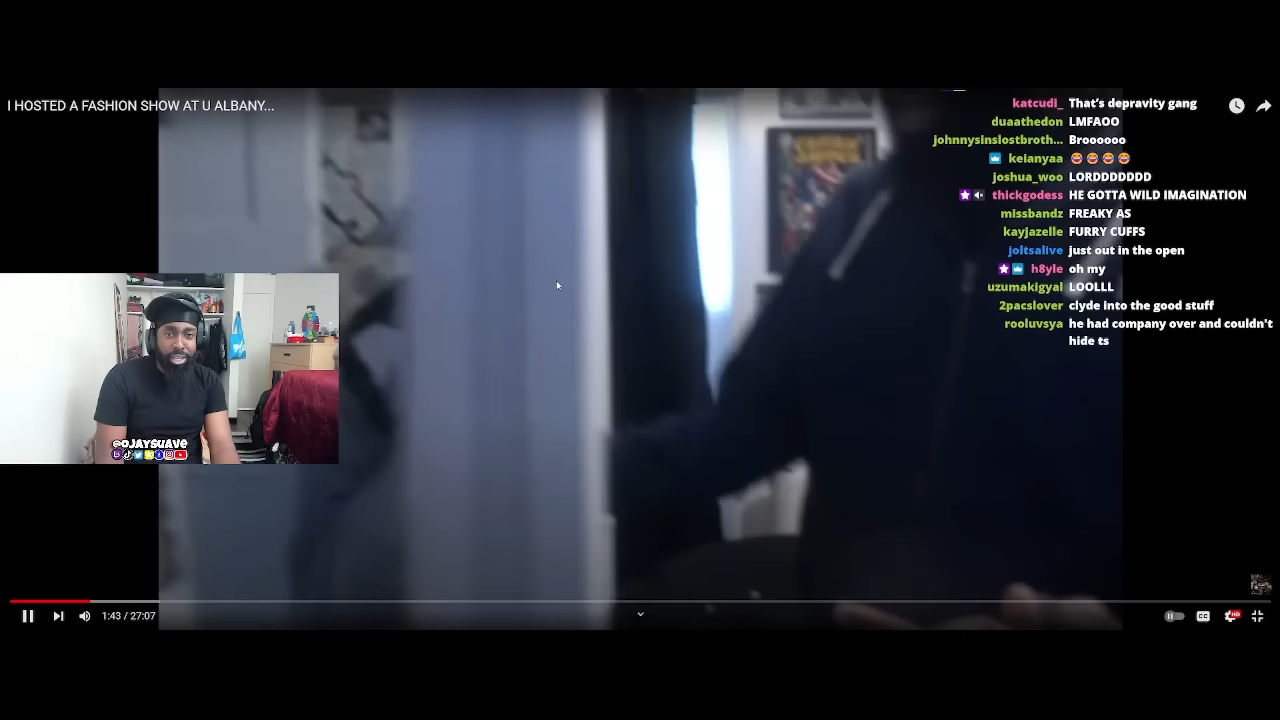 I HOSTED A FASHION SHOW AT U ALBANY...
katcudi_ That's depravity gang
duaathedon LMFAOO
johnnysinslostbroth... Broooooo
keianyaa 😆 😆 😆 😆
joshua_woo LORDDDDDDD
thickgodess HE GOTTA WILD IMAGINATION
missbandz FREAKY AS
kayjazelle FURRY CUFFS
joltsalive just out in the open
h8yle oh my
uzumakigyal LOOLLL
2pacslover clyde into the good stuff
rooluvsya he had company over and couldn't
hide ts
@OJAYSUAVE
1:43 / 27:07
CC
HD